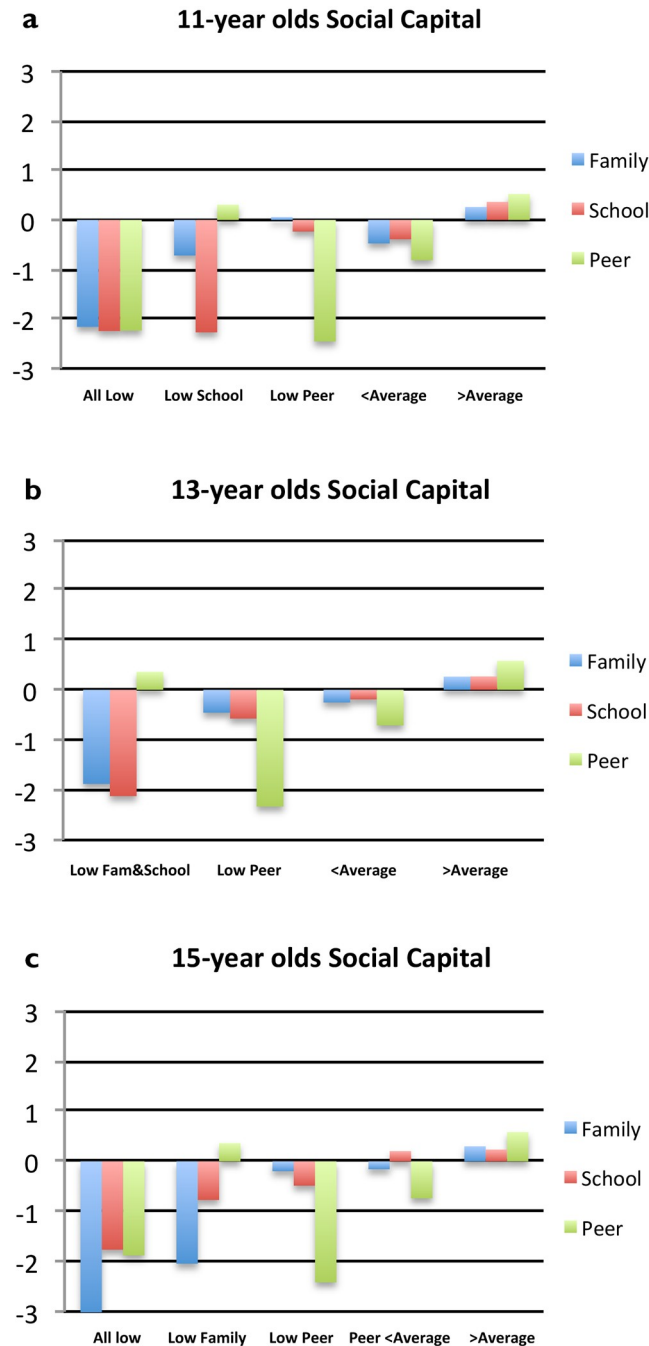 a 11-year olds Social Capital
3
2
1
0
-1
-2
-3
Family
School
Peer
All Low Low School Low Peer <Average >Average
b 13-year olds Social Capital
3
2
1
0
-1
-2
-3
Family
School
Peer
Low Fam&School Low Peer <Average >Average
c 15-year olds Social Capital
3
2
1
0
-1
-2
-3
Family
School
Peer
All low Low Family Low Peer Peer <Average >Average